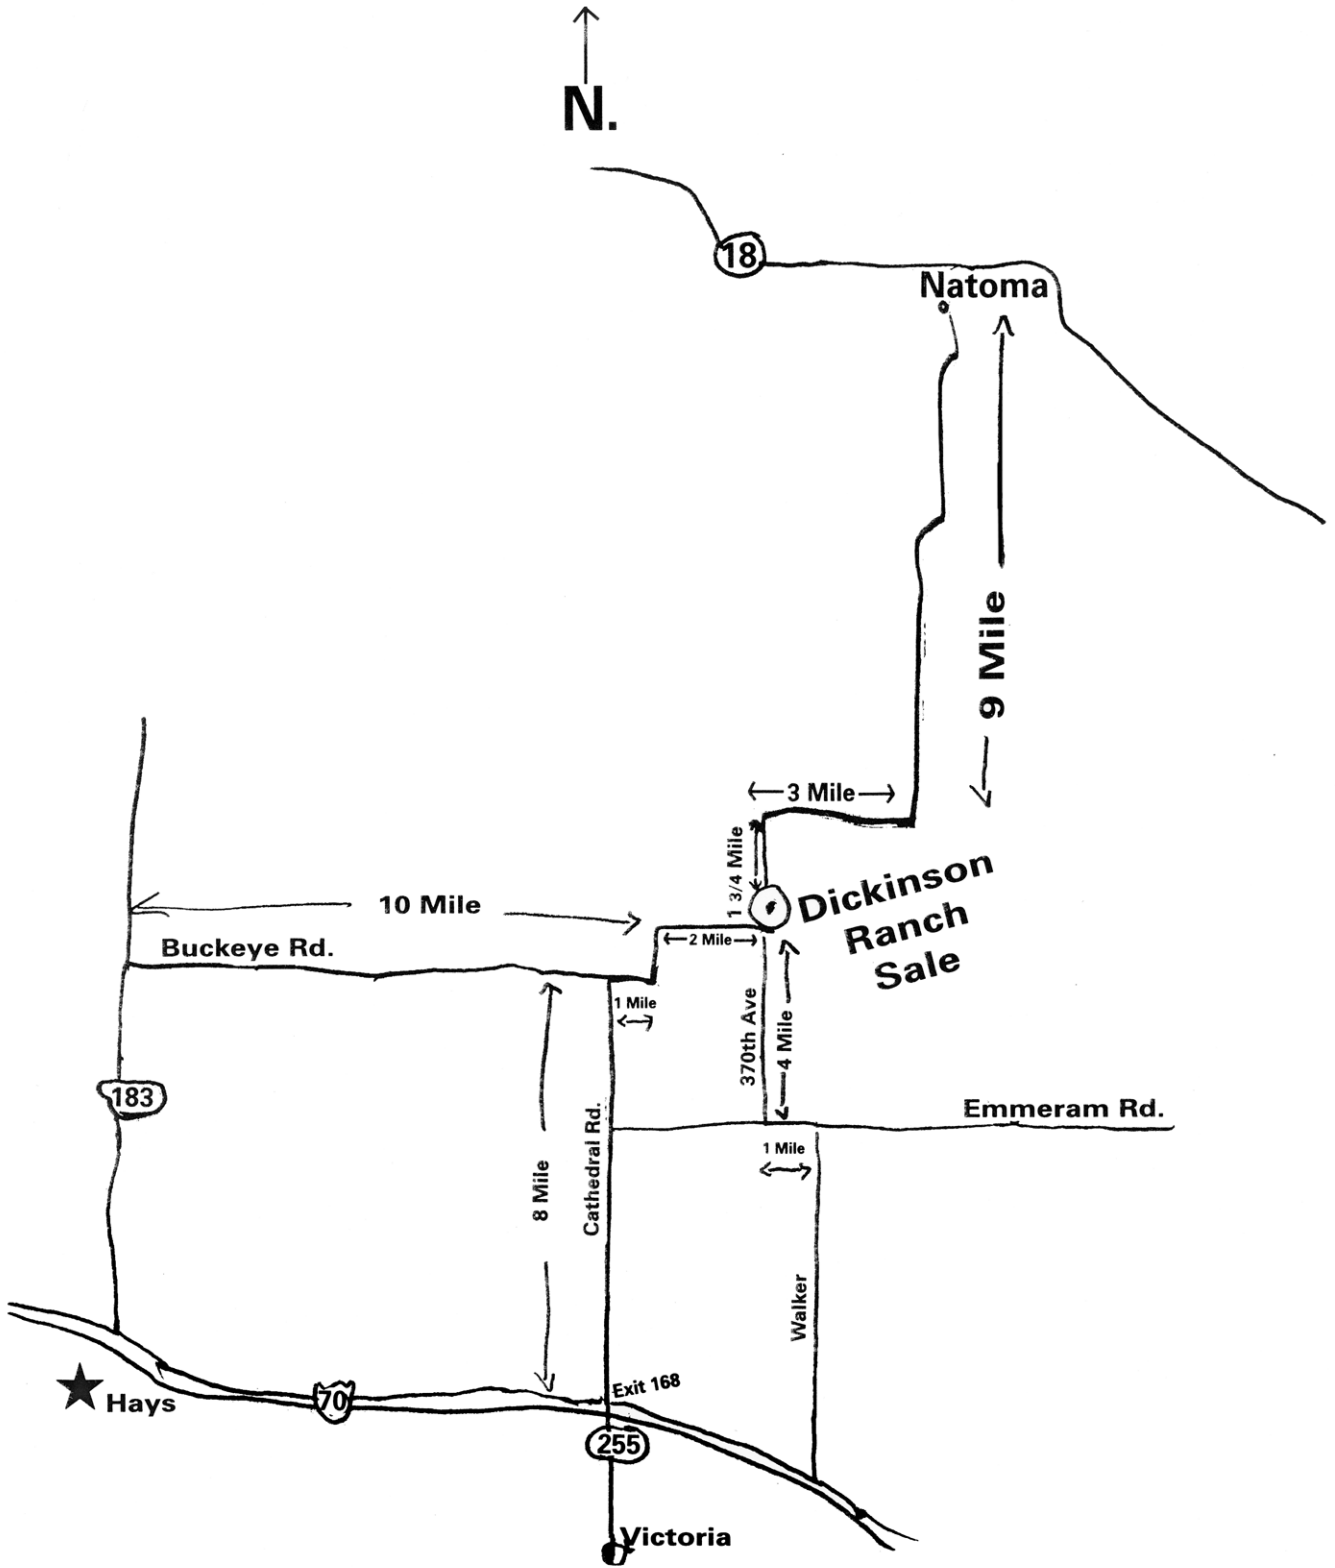 N.
18
Natoma
9 Mile
3 Mile
1 3/4 Mile
Dickinson
Ranch
Sale
10 Mile
2 Mile
Buckeye Rd.
1 Mile
370th Ave
4 Mile
183
Emmeram Rd.
Cathedral Rd.
8 Mile
1 Mile
Walker
Exit 168
70
Hays
255
Victoria